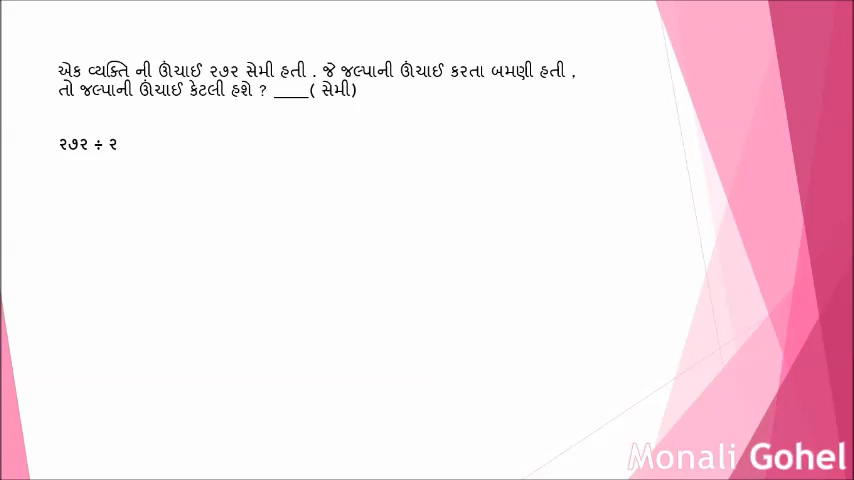 એક વ્યક્તિ ની ઊંચાઈ ૨૭૨ સેમી હતી . જે જલ્પાની ઊંચાઈ કરતા બમણી હતી ,
તો જલ્પાની ઊંચાઈ કેટલી હશે ? ____( સેમી)
૨૭૨ ÷ ૨
Monali Gohel